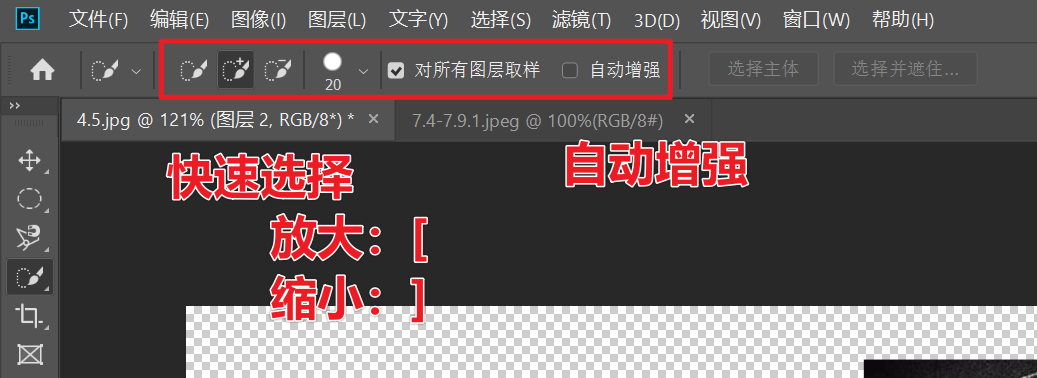 Ps 文件(F) 编辑(E) 图像(I) 图层(L) 文字(Y) 选择(S) 滤镜(T) 3D(D) 视图(V) 窗口(W) 帮助(H)
20 对所有图层取样 自动增强 选择主体 选择并遮住...
4.5.jpg @ 121% (图层 2, RGB/8*) * × 7.4-7.9.1.jpeg @ 100%(RGB/8#) ×
快速选择 自动增强
放大：[
缩小：]